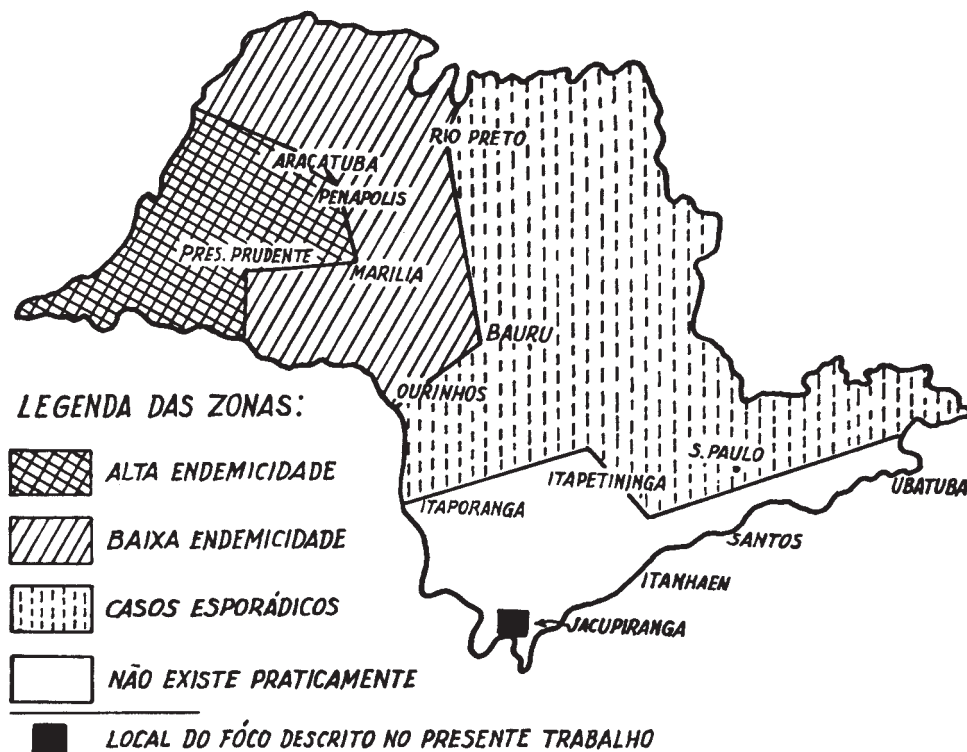 RIO PRETO
ARAÇATUBA
PENAPOLIS
PRES. PRUDENTE
MARILIA
BAURU
OURINHOS
LEGENDA DAS ZONAS:
ALTA ENDEMICIDADE
BAIXA ENDEMICIDADE
CASOS ESPORÁDICOS
NÃO EXISTE PRATICAMENTE
LOCAL DO FÓCO DESCRITO NO PRESENTE TRABALHO
S. PAULO
ITAPETININGA
ITAPORANGA
UBATUBA
SANTOS
ITANHAEN
JACUPIRANGA